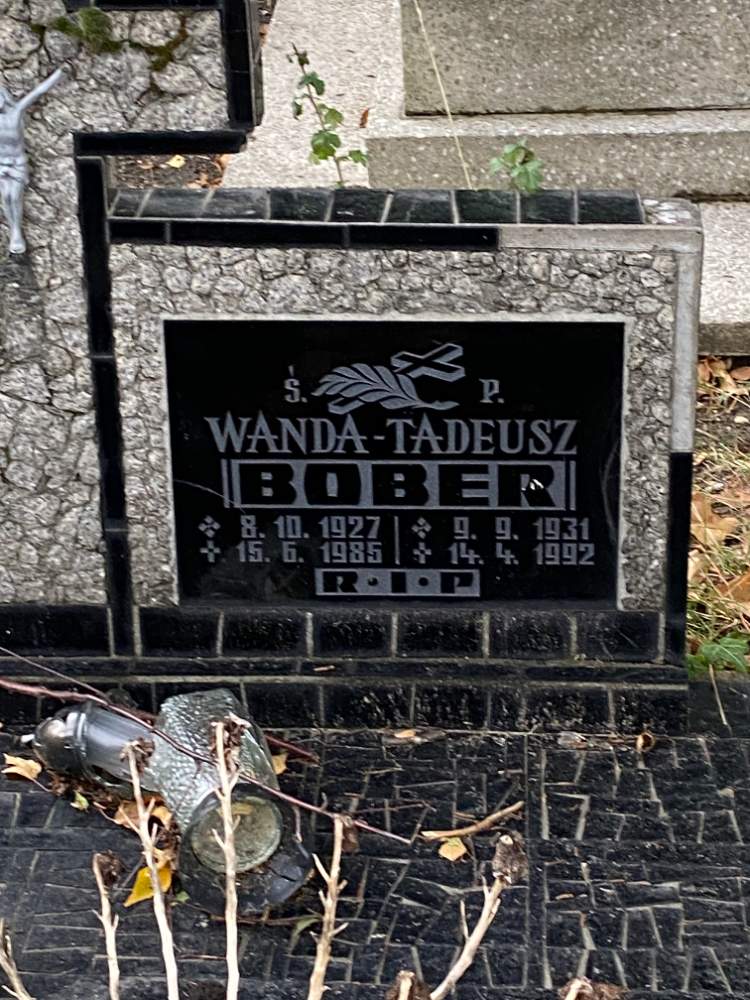 Ś. P.
WANDA-TADEUSZ
BOBER
8. 10. 1927 | 9. 9. 1931
15. 6. 1985 | 14. 4. 1992
R·I·P